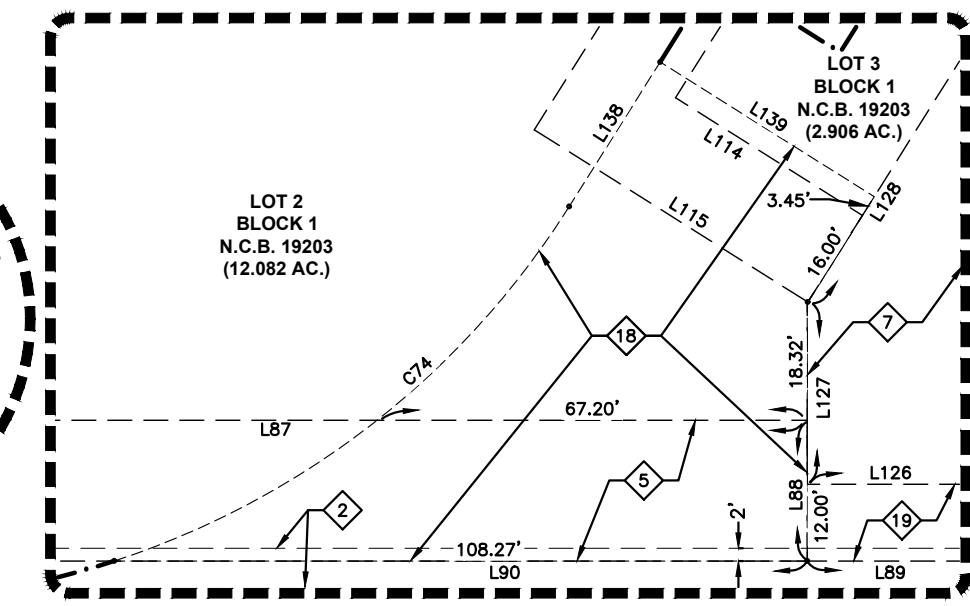 LOT 3
BLOCK 1
N.C.B. 19203
(2.906 AC.)
L138
L139
L114
L128
3.45'
L115
16.00'
LOT 2
BLOCK 1
N.C.B. 19203
(12.082 AC.)
18
7
18.32'
L127
C74
67.20'
L87
5
L126
L88
12.00'
2
2'
19
108.27'
L90
L89